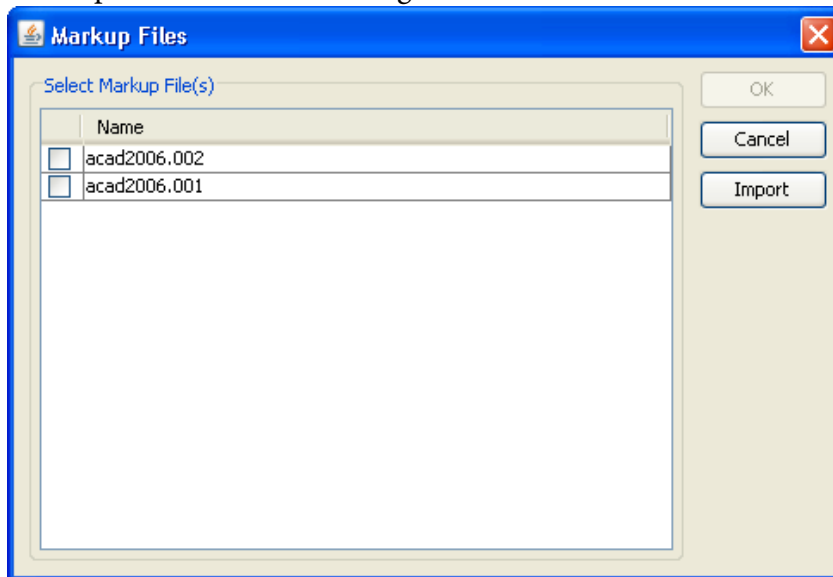 Markup Files
Select Markup File(s)
OK
Name
Cancel
acad2006.002
acad2006.001
Import